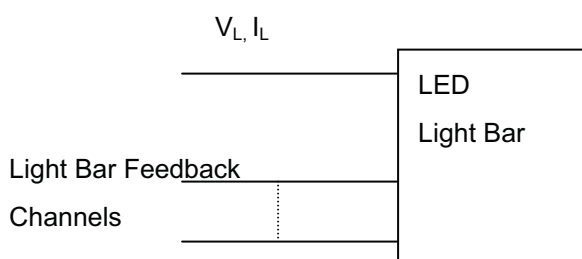 VL, IL
LED
Light Bar
Light Bar Feedback
Channels